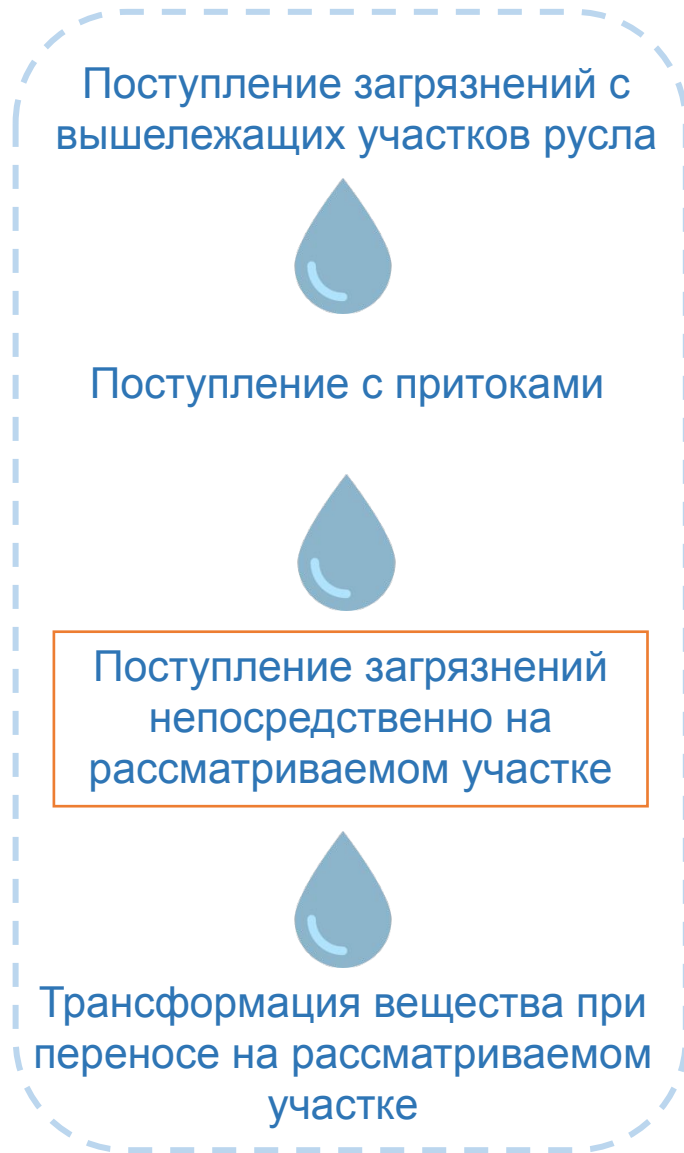 Поступление загрязнений с
вышележащих участков русла
Поступление с притоками
Поступление загрязнений
непосредственно на
рассматриваемом участке
Трансформация вещества при
переносе на рассматриваемом
участке